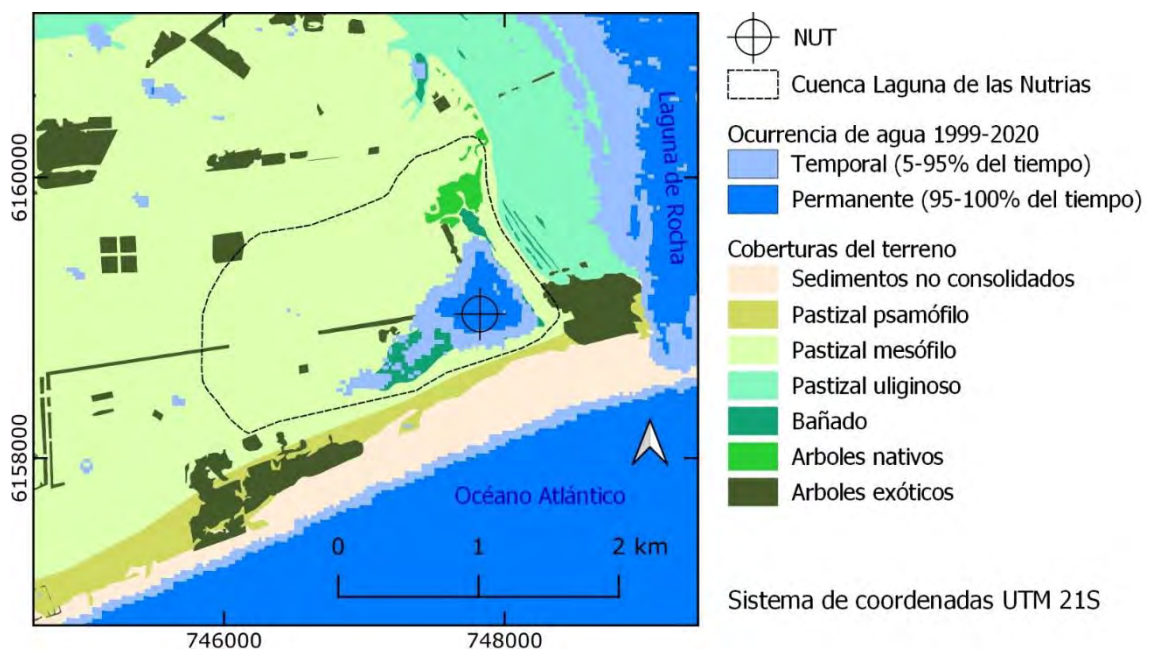 NUT
Cuenca Laguna de las Nutrias
Ocurrencia de agua 1999-2020
Temporal (5-95% del tiempo)
Permanente (95-100% del tiempo)
Coberturas del terreno
Sedimentos no consolidados
Pastizal psamófilo
Pastizal mesófilo
Pastizal uliginoso
Bañado
Arboles nativos
Arboles exóticos
Sistema de coordenadas UTM 21S
Laguna de Rocha
Océano Atlántico
0 1 2 km
6160000
6158000
746000 748000